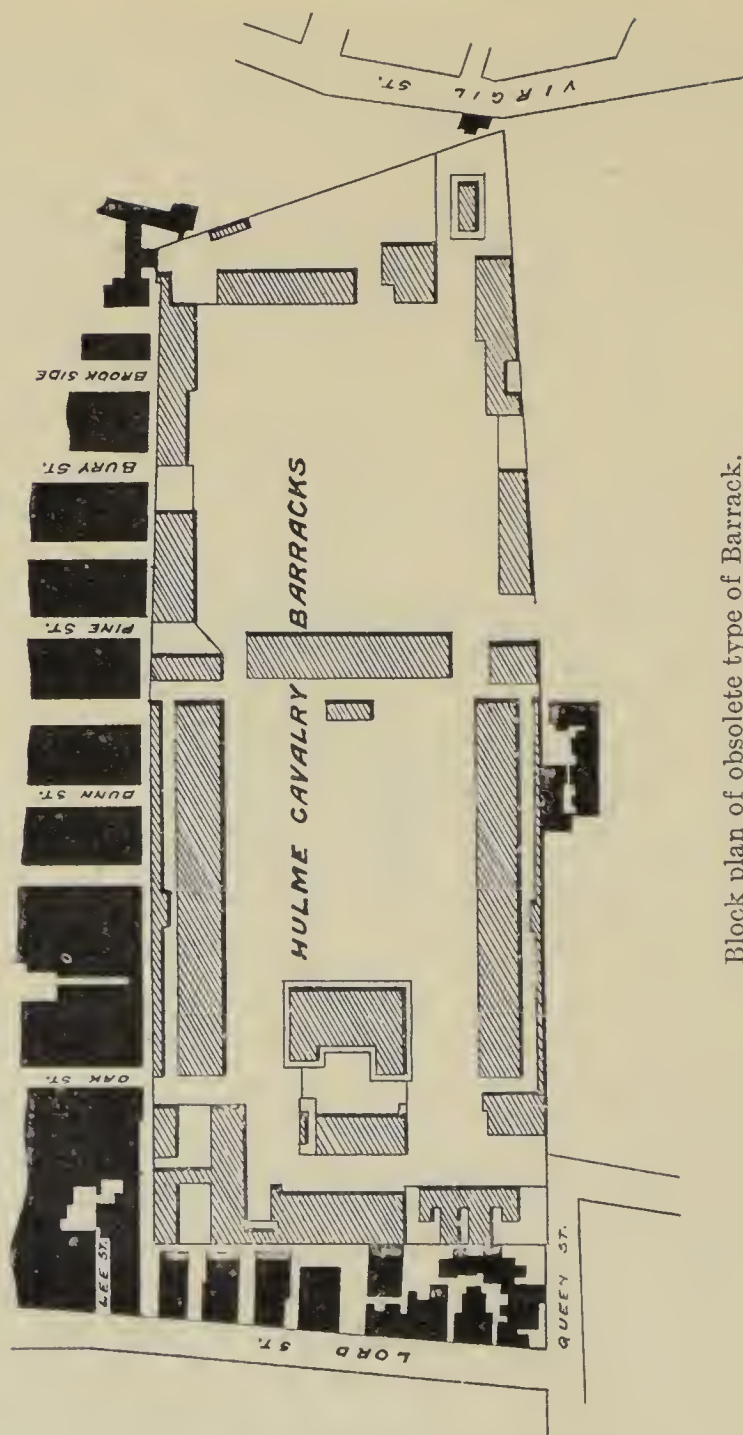 VIRGIL ST.
BROOK SIDE
BURY ST.
PINE ST.
DUNN ST.
OAK ST.
LEE ST.
LORD ST.
QUEEN ST.
HULME CAVALRY BARRACKS
Block plan of obsolete type of Barrack.